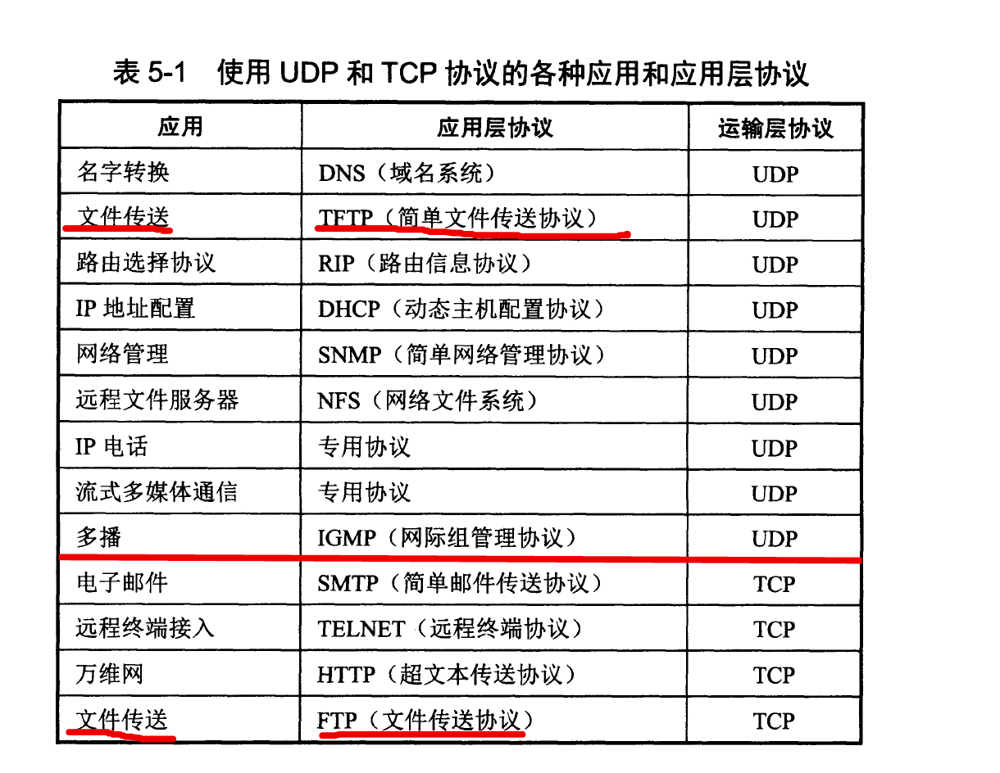 表 5-1 使用 UDP 和 TCP 协议的各种应用和应用层协议
应用 应用层协议 运输层协议
名字转换 DNS（域名系统） UDP
文件传送 TFTP（简单文件传送协议） UDP
路由选择协议 RIP（路由信息协议） UDP
IP 地址配置 DHCP（动态主机配置协议） UDP
网络管理 SNMP（简单网络管理协议） UDP
远程文件服务器 NFS（网络文件系统） UDP
IP 电话 专用协议 UDP
流式多媒体通信 专用协议 UDP
多播 IGMP（网际组管理协议） UDP
电子邮件 SMTP（简单邮件传送协议） TCP
远程终端接入 TELNET（远程终端协议） TCP
万维网 HTTP（超文本传送协议） TCP
文件传送 FTP（文件传送协议） TCP